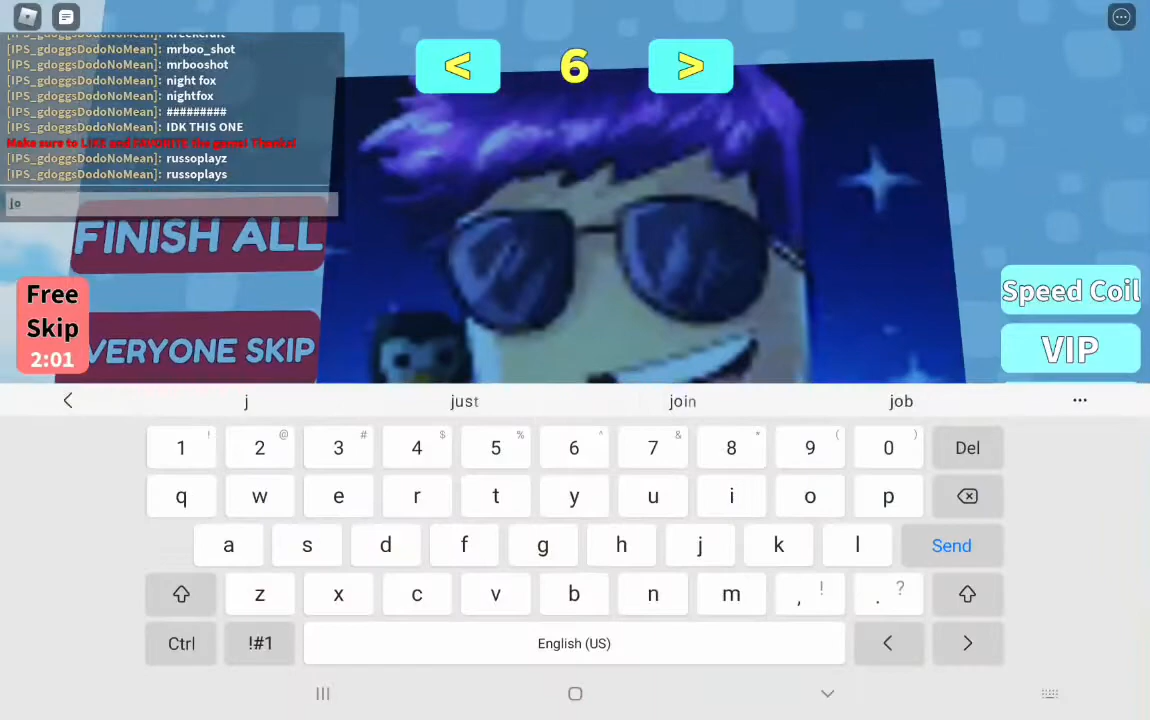 [IPS_gdoggsDodoNoMean]: mrboo_shot
[IPS_gdoggsDodoNoMean]: mrbooshot
[IPS_gdoggsDodoNoMean]: night fox
[IPS_gdoggsDodoNoMean]: nightfox
[IPS_gdoggsDodoNoMean]: #########
[IPS_gdoggsDodoNoMean]: IDK THIS ONE
Make sure to LIKE and FAVORITE the game! Thanks!
[IPS_gdoggsDodoNoMean]: russoplayz
[IPS_gdoggsDodoNoMean]: russoplays
jo
< 6 >
FINISH ALL
Free
Skip
2:01
EVERYONE SKIP
Speed Coil
VIP
j just join job ...
! @ # $ % ^ & * ( )
1 2 3 4 5 6 7 8 9 0 Del
q w e r t y u i o p
a s d f g h j k l Send
z x c v b n m , ! . ?
Ctrl !#1 English (US) < >